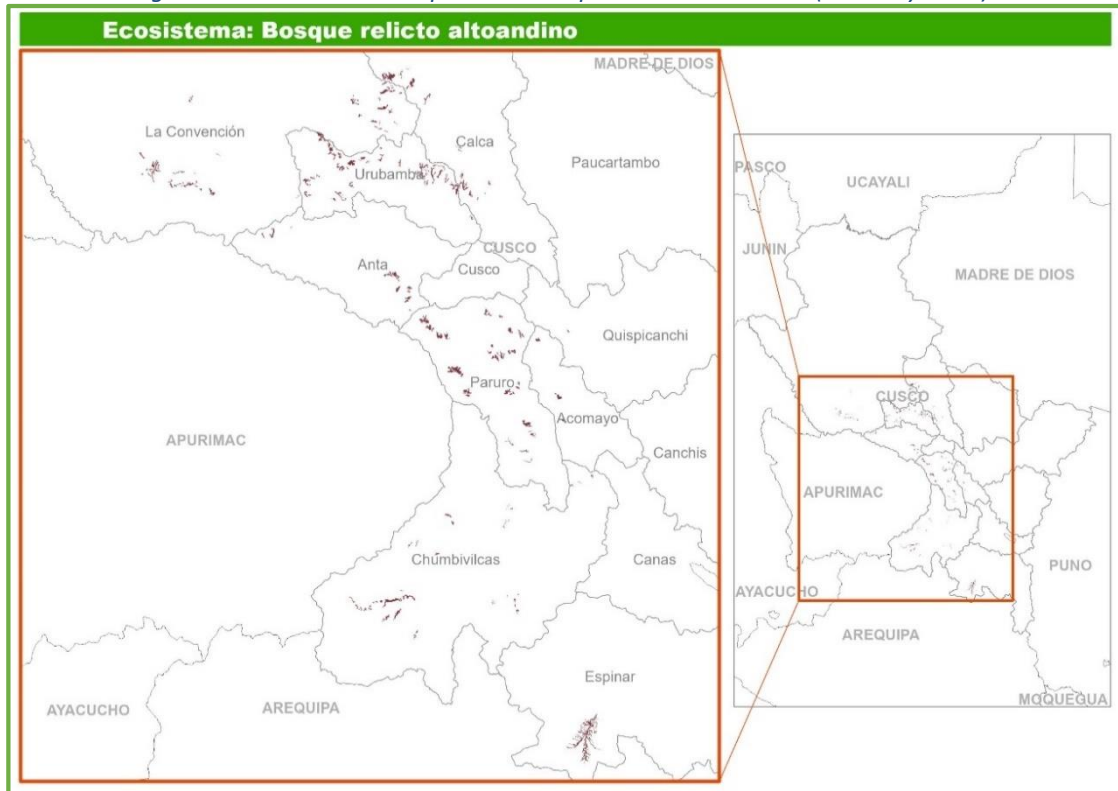 Ecosistema: Bosque relicto altoandino
MADRE DE DIOS
La Convención
Calca
Paucartambo
Urubamba
CUSCO
Anta
Cusco
Quispicanchi
Paruro
Acomayo
APURIMAC
Canchis
Chumbivilcas
Canas
Espinar
AYACUCHO
AREQUIPA
PASCO
UCAYALI
JUNIN
MADRE DE DIOS
CUSCO
APURIMAC
PUNO
AYACUCHO
AREQUIPA
MOQUEGUA